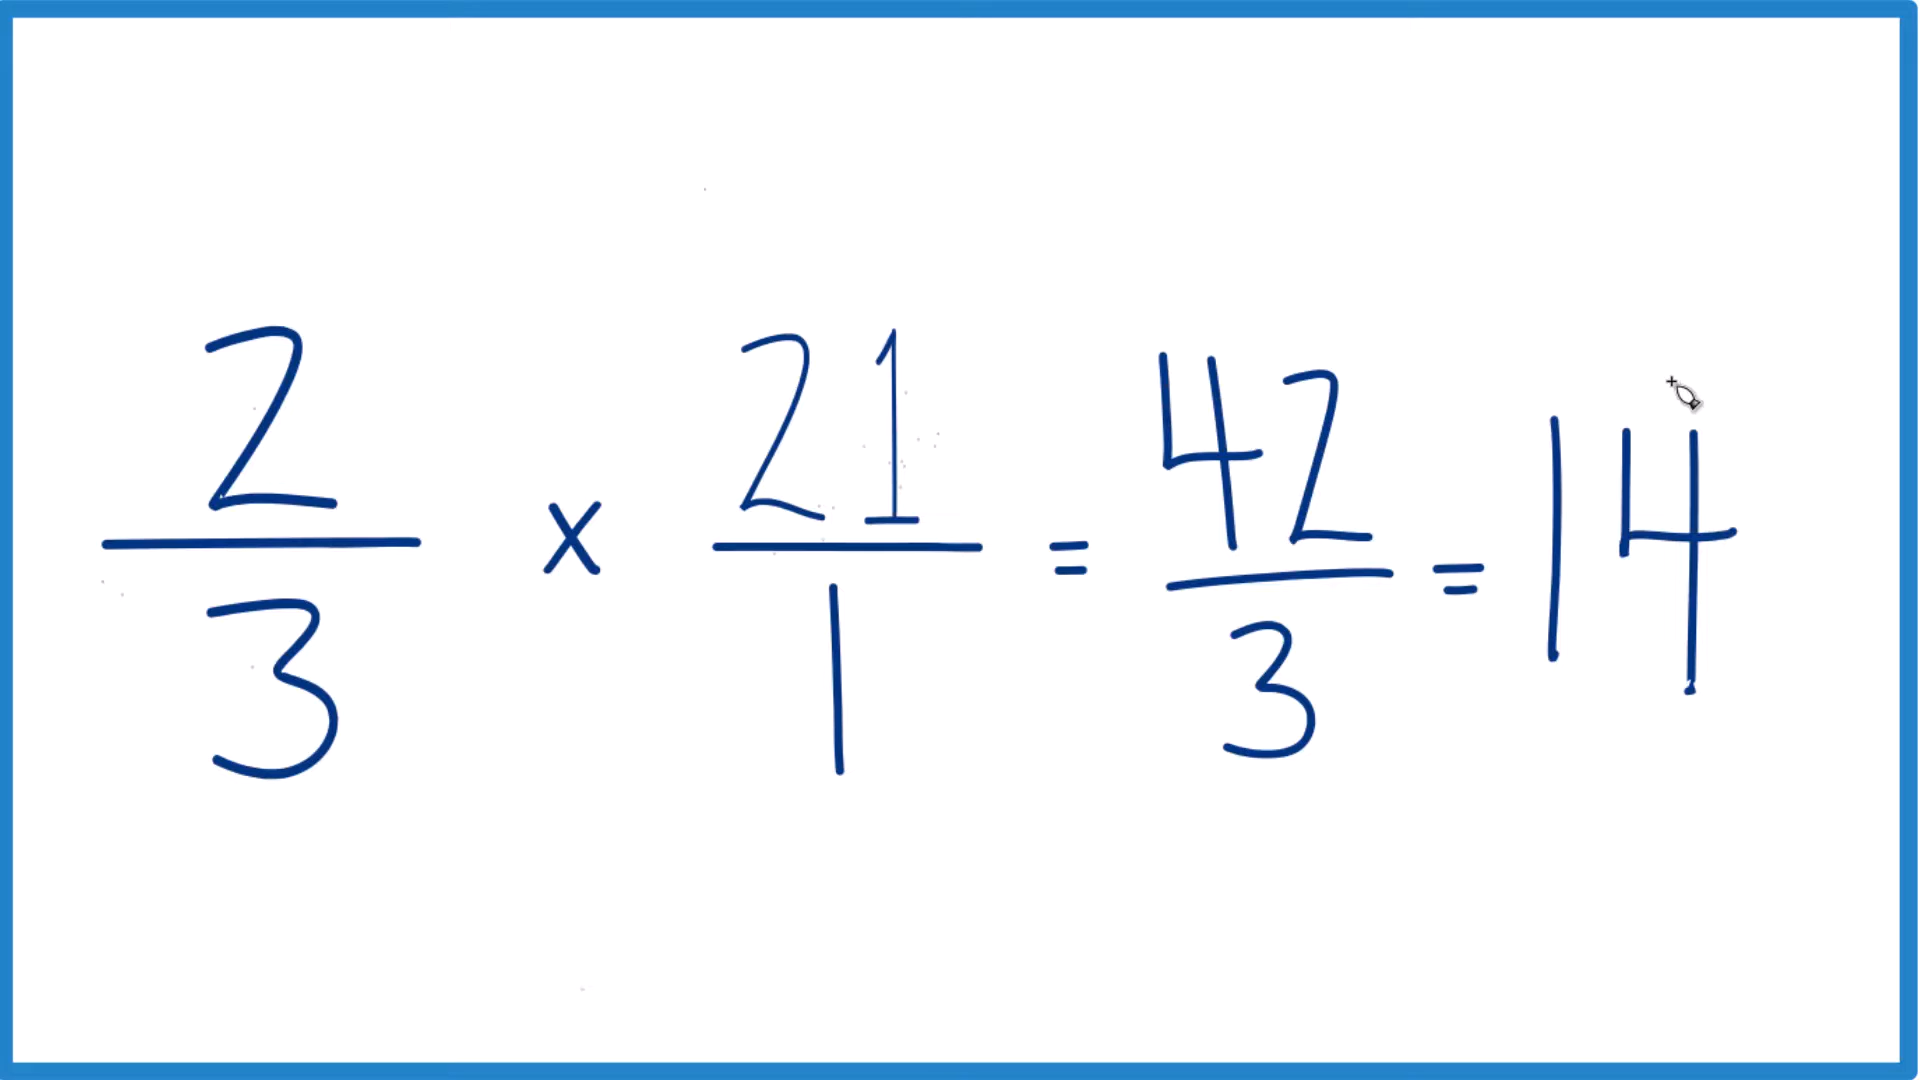 2/3 x 21/1 = 42/3 = 14